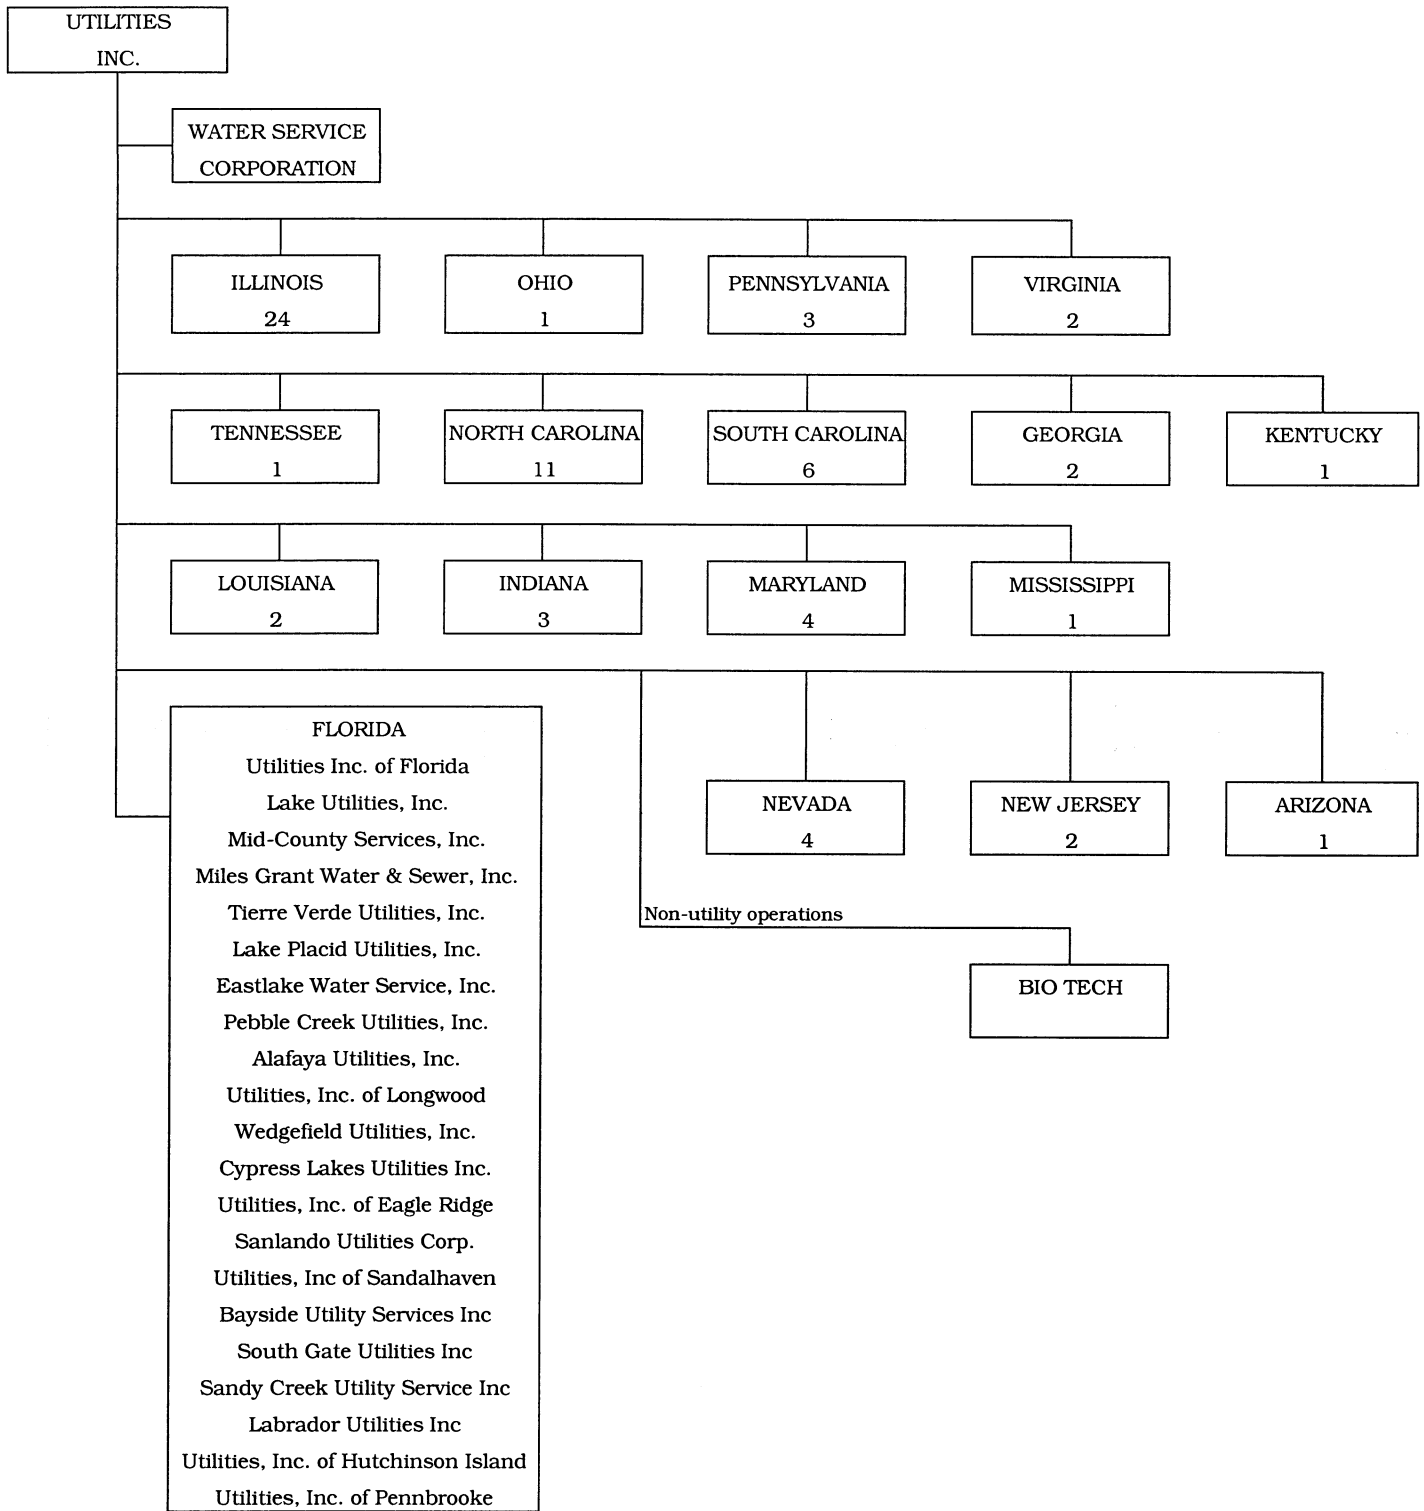 UTILITIES
INC.
WATER SERVICE
CORPORATION
ILLINOIS
24
OHIO
1
PENNSYLVANIA
3
VIRGINIA
2
TENNESSEE
1
NORTH CAROLINA
11
SOUTH CAROLINA
6
GEORGIA
2
KENTUCKY
1
LOUISIANA
2
INDIANA
3
MARYLAND
4
MISSISSIPPI
1
FLORIDA
Utilities Inc. of Florida
Lake Utilities, Inc.
Mid-County Services, Inc.
Miles Grant Water & Sewer, Inc.
Tierre Verde Utilities, Inc.
Lake Placid Utilities, Inc.
Eastlake Water Service, Inc.
Pebble Creek Utilities, Inc.
Alafaya Utilities, Inc.
Utilities, Inc. of Longwood
Wedgefield Utilities, Inc.
Cypress Lakes Utilities Inc.
Utilities, Inc. of Eagle Ridge
Sanlando Utilities Corp.
Utilities, Inc of Sandalhaven
Bayside Utility Services Inc
South Gate Utilities Inc
Sandy Creek Utility Service Inc
Labrador Utilities Inc
Utilities, Inc. of Hutchinson Island
Utilities, Inc. of Pennbrooke
NEVADA
4
NEW JERSEY
2
ARIZONA
1
Non-utility operations
BIO TECH